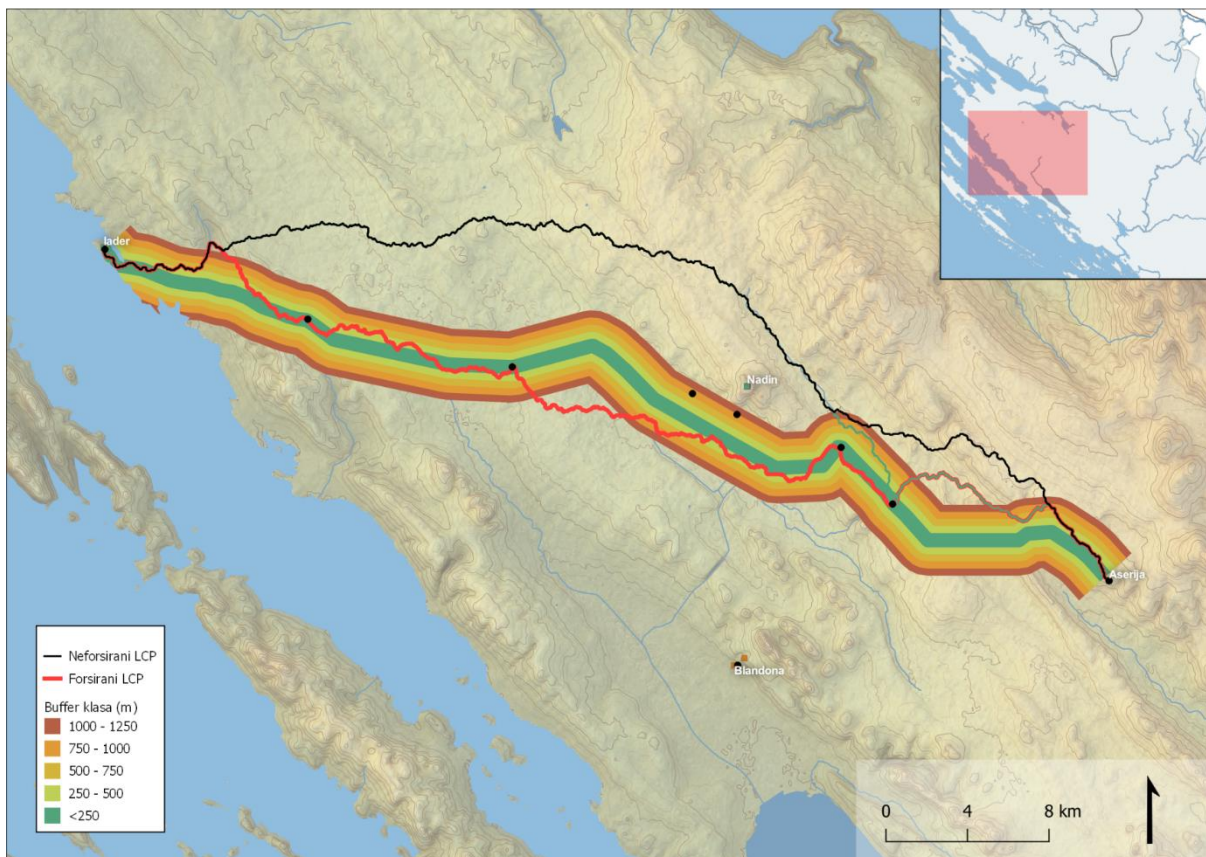 Iader
Nadin
Aserija
Blandona
Neforsirani LCP
Forsirani LCP
Buffer klasa (m)
1000 - 1250
750 - 1000
500 - 750
250 - 500
<250
0 4 8 km